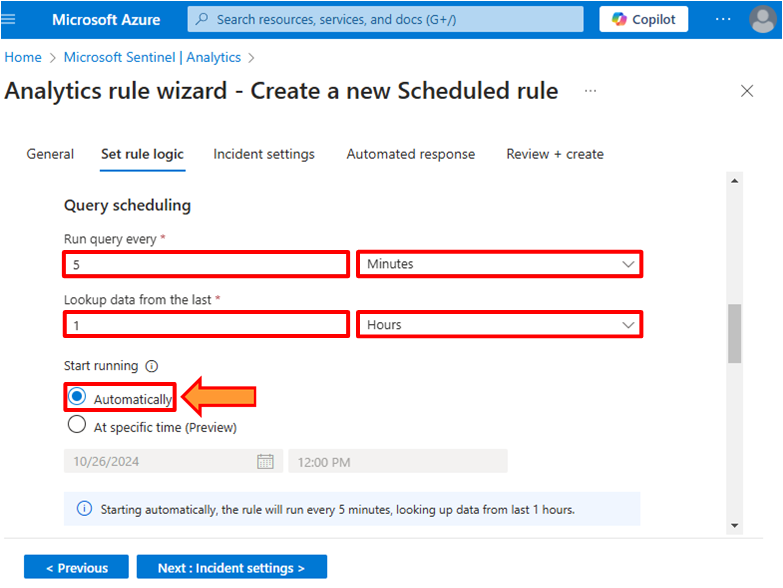 Microsoft Azure
Search resources, services, and docs (G+/)
Copilot
...
Home > Microsoft Sentinel | Analytics >
Analytics rule wizard - Create a new Scheduled rule ...
General Set rule logic Incident settings Automated response Review + create
Query scheduling
Run query every *
5 Minutes
Lookup data from the last *
1 Hours
Start running
Automatically
At specific time (Preview)
10/26/2024 12:00 PM
Starting automatically, the rule will run every 5 minutes, looking up data from last 1 hours.
< Previous Next : Incident settings >